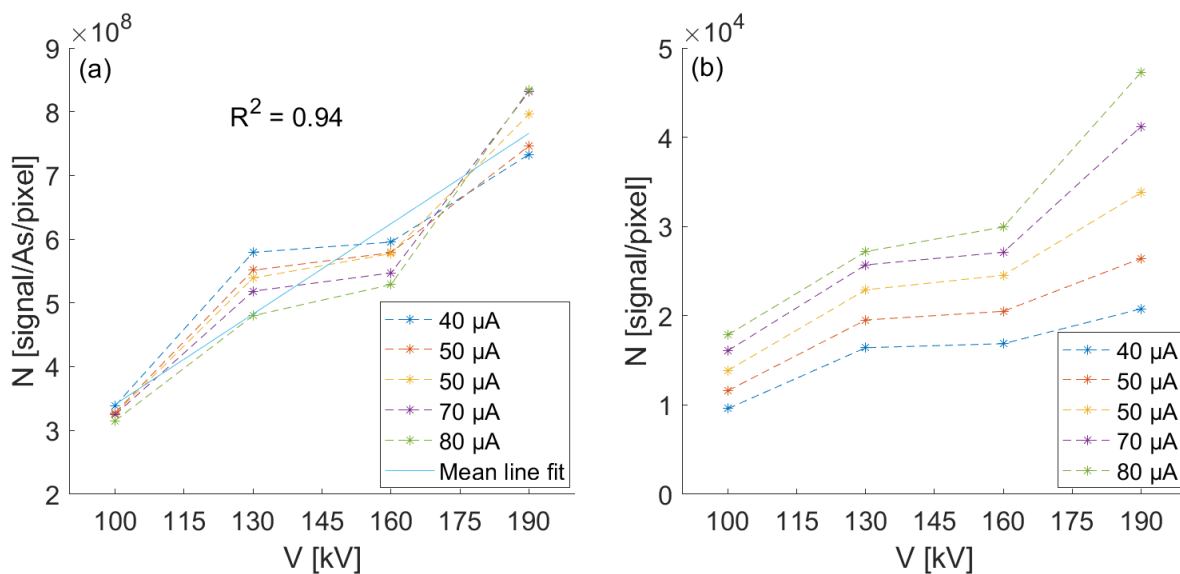 ×10^8
(a)
R^2 = 0.94
N [signal/As/pixel]
9
8
7
6
5
4
3
2
40 µA
50 µA
50 µA
70 µA
80 µA
Mean line fit
100 115 130 145 160 175 190
V [kV]
×10^4
(b)
N [signal/pixel]
5
4
3
2
1
0
40 µA
50 µA
50 µA
70 µA
80 µA
100 115 130 145 160 175 190
V [kV]